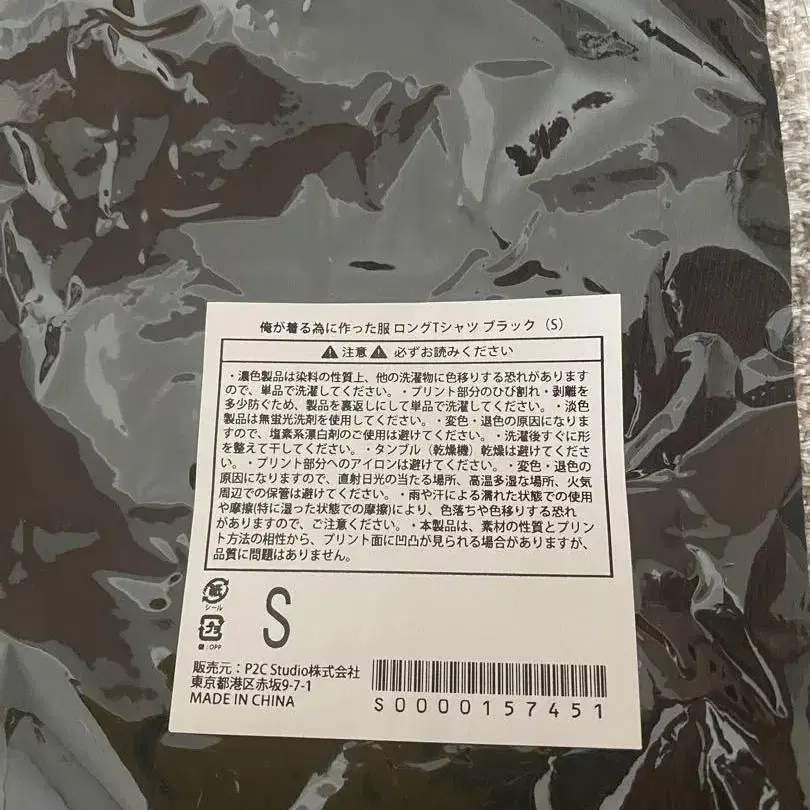 俺が着る為に作った服 ロングTシャツ ブラック（S）
⚠ 注意 ⚠ 必ずお読みください
・濃色製品は染料の性質上、他の洗濯物に色移りする恐れがあります
ので、単品で洗濯してください。・プリント部分のひび割れ・剥離を
多少防ぐため、製品を裏返しにして単品で洗濯してください。・淡色
製品は無蛍光洗剤を使用してください。・変色・退色の原因になりま
すので、塩素系漂白剤のご使用は避けてください。・洗濯後すぐに形
を整えて干してください。・タンブル（乾燥機）乾燥は避けてくださ
い。・プリント部分へのアイロンは避けてください。・変色・退色の
原因になりますので、直射日光の当たる場所、高温多湿な場所、火気
周辺での保管は避けてください。・雨や汗による濡れた状態での使用
や摩擦(特に湿った状態での摩擦)により、色落ちや色移りする恐れ
がありますので、ご注意ください。・本製品は、素材の性質とプリン
ト方法の相性から、プリント面に凹凸が見られる場合がありますが、
品質に問題はありません。
紙
シール
プラ
袋:OPP
S
販売元：P2C Studio株式会社
東京都港区赤坂9-7-1
MADE IN CHINA
S0000157451